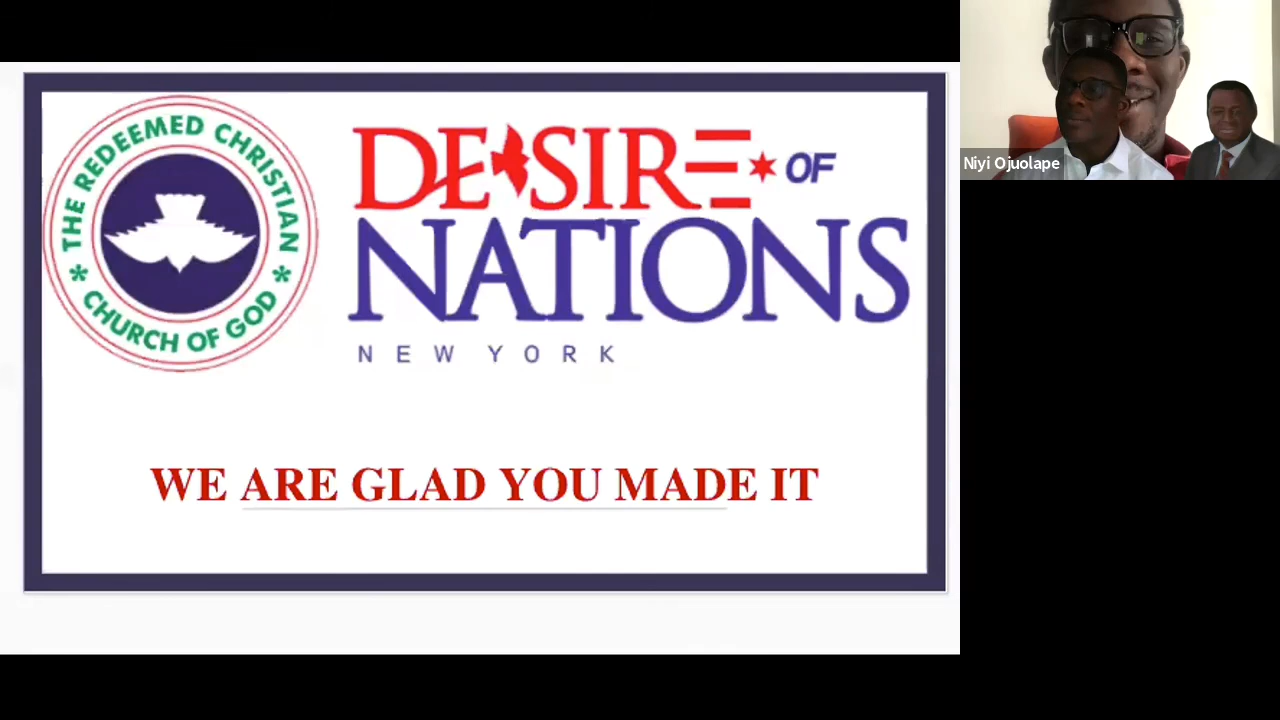 THE REDEEMED CHRISTIAN
* CHURCH OF GOD *
DESIRE OF
NATIONS
NEW YORK
WE ARE GLAD YOU MADE IT
Niyi Ojuolape